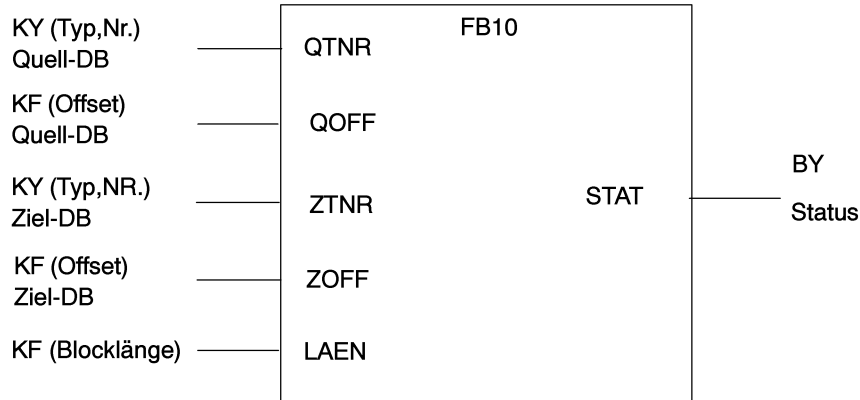 FB10
KY (Typ,Nr.)
Quell-DB
QTNR
KF (Offset)
Quell-DB
QOFF
KY (Typ,NR.)
Ziel-DB
ZTNR
STAT
BY
Status
KF (Offset)
Ziel-DB
ZOFF
KF (Blocklänge)
LAEN